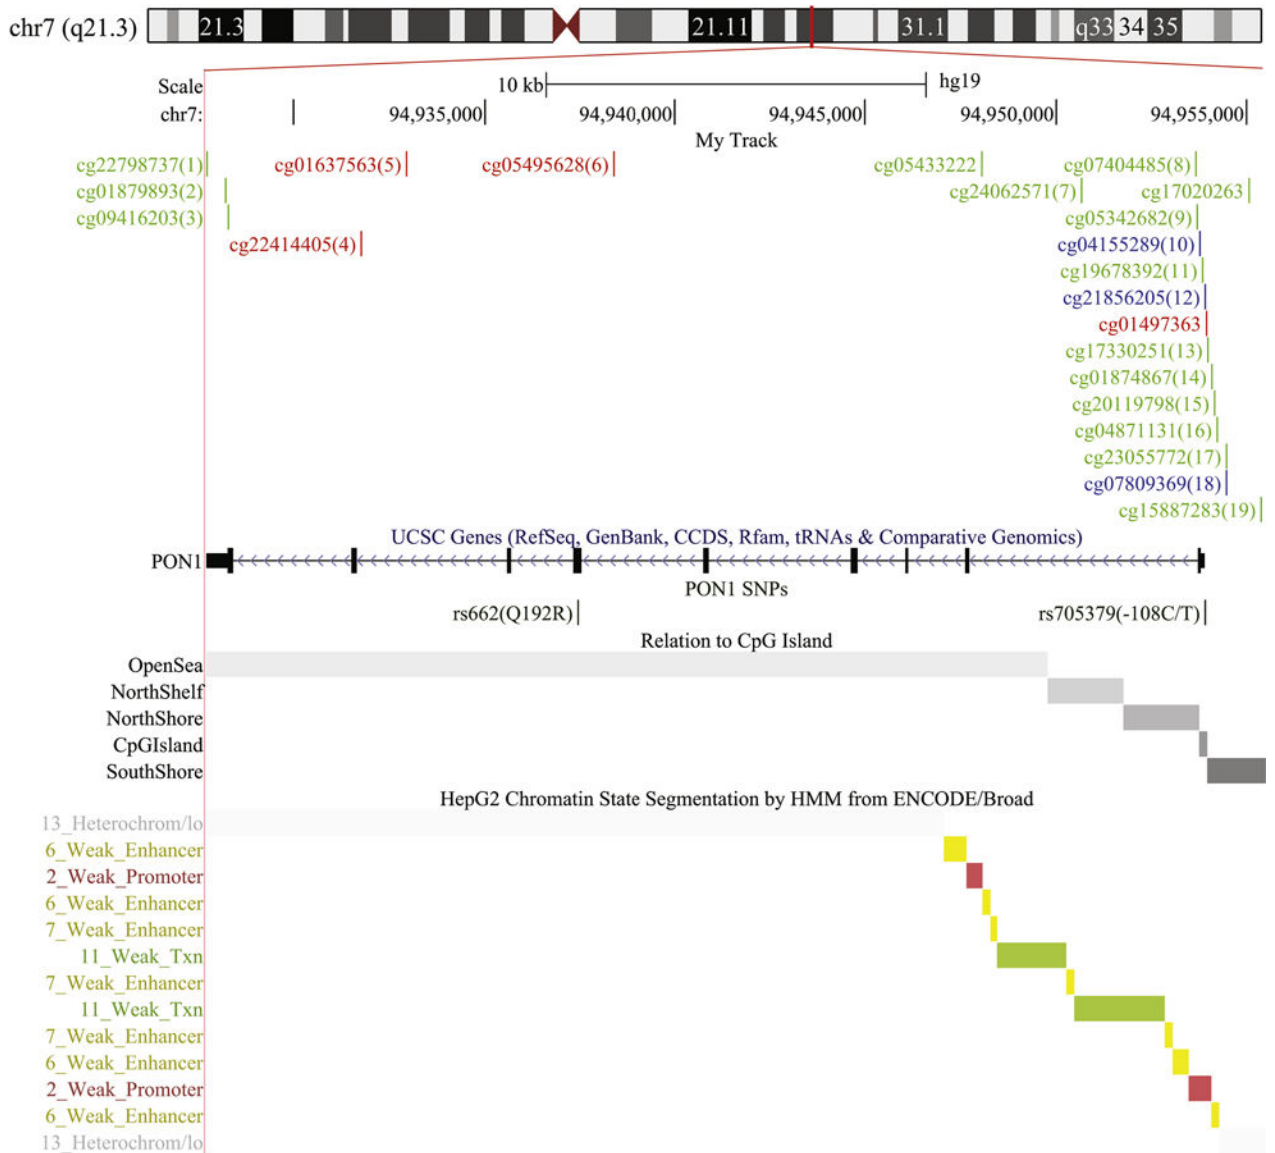 chr7 (q21.3) 21.3 21.11 31.1 q33 34 35
Scale 10 kb hg19
chr7: 94,935,000 94,940,000 94,945,000 94,950,000 94,955,000
My Track
cg22798737(1) cg01637563(5) cg05495628(6) cg05433222 cg07404485(8)
cg01879893(2) cg24062571(7) cg17020263
cg09416203(3) cg05342682(9)
cg22414405(4) cg04155289(10)
cg19678392(11)
cg21856205(12)
cg01497363
cg17330251(13)
cg01874867(14)
cg20119798(15)
cg04871131(16)
cg23055772(17)
cg07809369(18)
cg15887283(19)
UCSC Genes (RefSeq, GenBank, CCDS, Rfam, tRNAs & Comparative Genomics)
PON1
PON1 SNPs
rs662(Q192R) rs705379(-108C/T)
Relation to CpG Island
OpenSea
NorthShelf
NorthShore
CpGIsland
SouthShore
HepG2 Chromatin State Segmentation by HMM from ENCODE/Broad
13_Heterochrom/lo
6_Weak_Enhancer
2_Weak_Promoter
6_Weak_Enhancer
7_Weak_Enhancer
11_Weak_Txn
7_Weak_Enhancer
11_Weak_Txn
7_Weak_Enhancer
6_Weak_Enhancer
2_Weak_Promoter
6_Weak_Enhancer
13_Heterochrom/lo